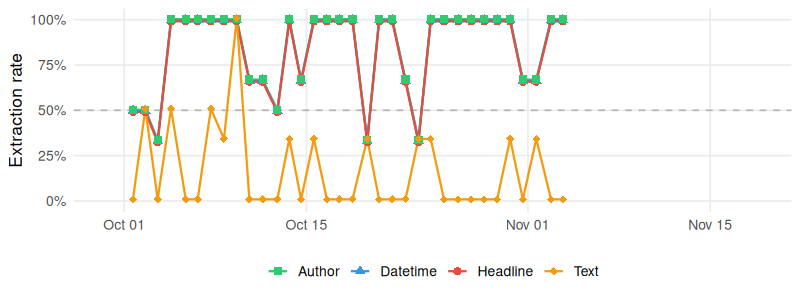 Extraction rate
100%
75%
50%
25%
0%
Oct 01 Oct 15 Nov 01 Nov 15
Author Datetime Headline Text